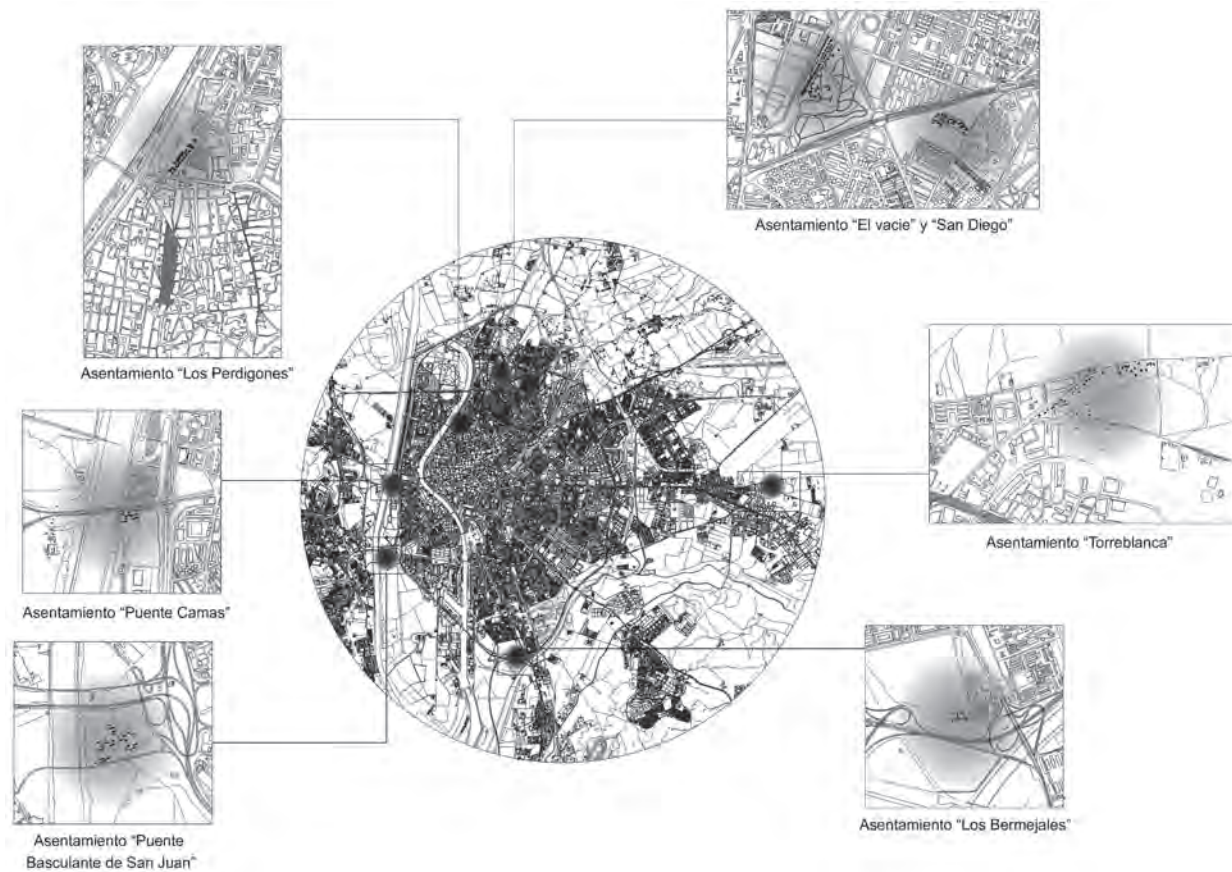 Asentamiento “El vacie” y “San Diego”
Asentamiento “Los Perdigones”
Asentamiento “Torreblanca”
Asentamiento “Puente Camas”
Asentamiento “Los Bermejales”
Asentamiento “Puente
Basculante de San Juan”